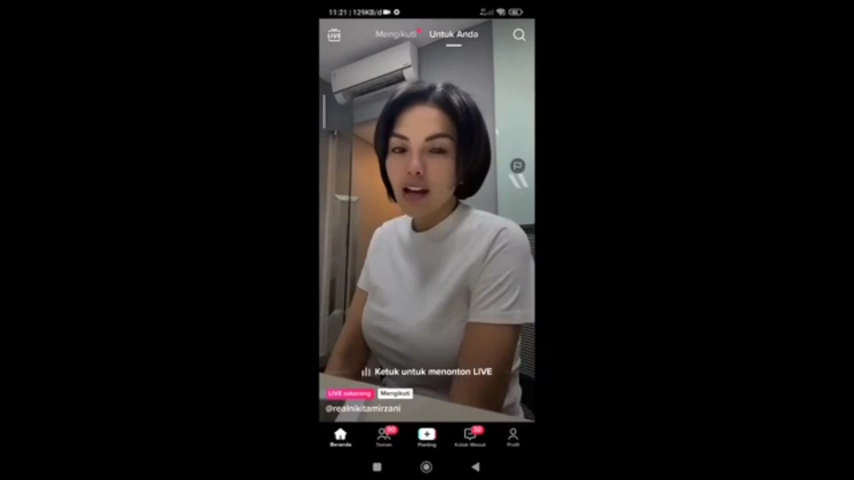 11:21 | 129KB/d
LIVE
Mengikuti
Untuk Anda
Ketuk untuk menonton LIVE
LIVE sekarang
Mengikuti
@realnikitamirzani
Beranda
Teman
Posting
Kotak Masuk
Profil